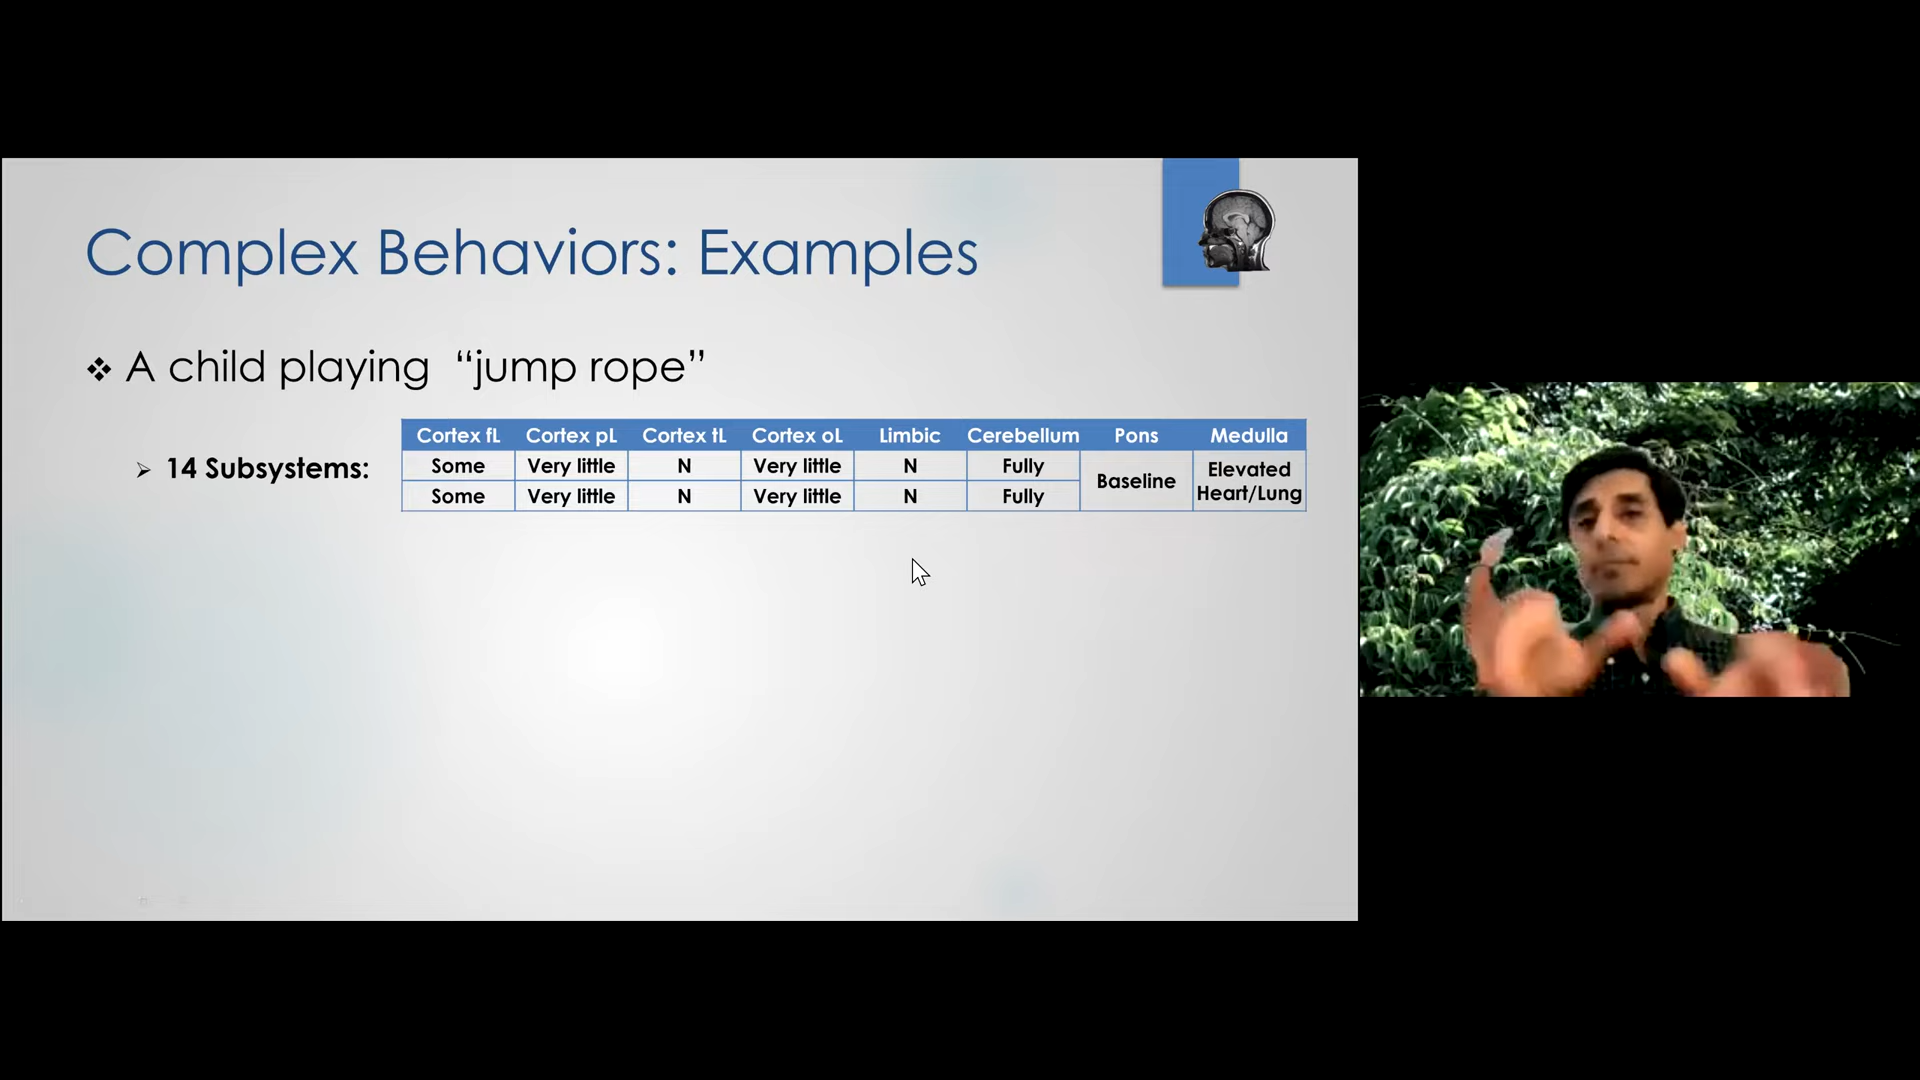 Complex Behaviors: Examples
❖ A child playing “jump rope”
➢ 14 Subsystems:
Cortex fL Cortex pL Cortex tL Cortex oL Limbic Cerebellum Pons Medulla
Some Very little N Very little N Fully Baseline Elevated Heart/Lung
Some Very little N Very little N Fully